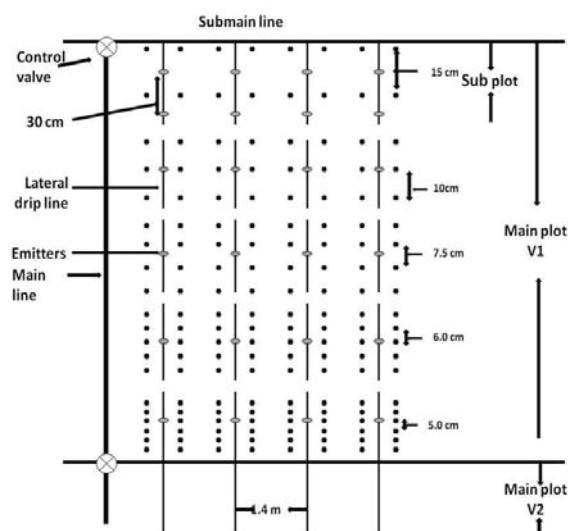 Submain line
Control
valve
15 cm
Sub plot
30 cm
Lateral
drip line
10cm
Main plot
V1
Emitters
Main
line
7.5 cm
6.0 cm
5.0 cm
1.4 m
Main plot
V2